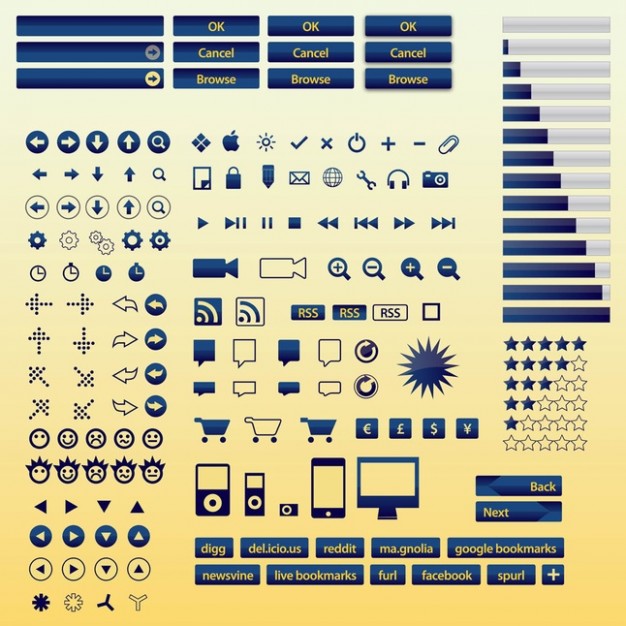 OK OK OK
Cancel Cancel Cancel
Browse Browse Browse
RSS RSS RSS
€ £ $ ¥
Back
Next
digg del.icio.us reddit ma.gnolia google bookmarks
newsvine live bookmarks furl facebook spurl +